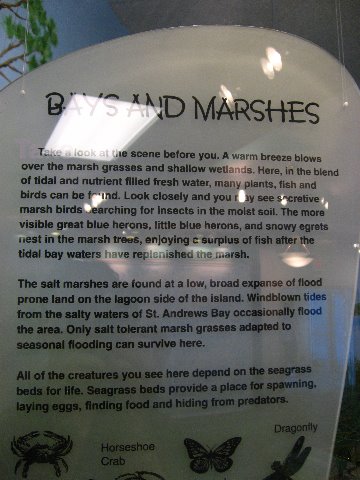 BAYS AND MARSHES
Take a look at the scene before you. A warm breeze blows
over the marsh grasses and shallow wetlands. Here, in the blend
of tidal and nutrient filled fresh water, many plants, fish and
birds can be found. Look closely and you may see secretive
marsh birds searching for insects in the moist soil. The more
visible great blue herons, little blue herons, and snowy egrets
nest in the marsh trees, enjoying a surplus of fish after the
tidal bay waters have replenished the marsh.
The salt marshes are found at a low, broad expanse of flood
prone land on the lagoon side of the island. Windblown tides
from the salty waters of St. Andrews Bay occasionally flood
the area. Only salt tolerant marsh grasses adapted to
seasonal flooding can survive here.
All of the creatures you see here depend on the seagrass
beds for life. Seagrass beds provide a place for spawning,
laying eggs, finding food and hiding from predators.
Dragonfly
Horseshoe
Crab